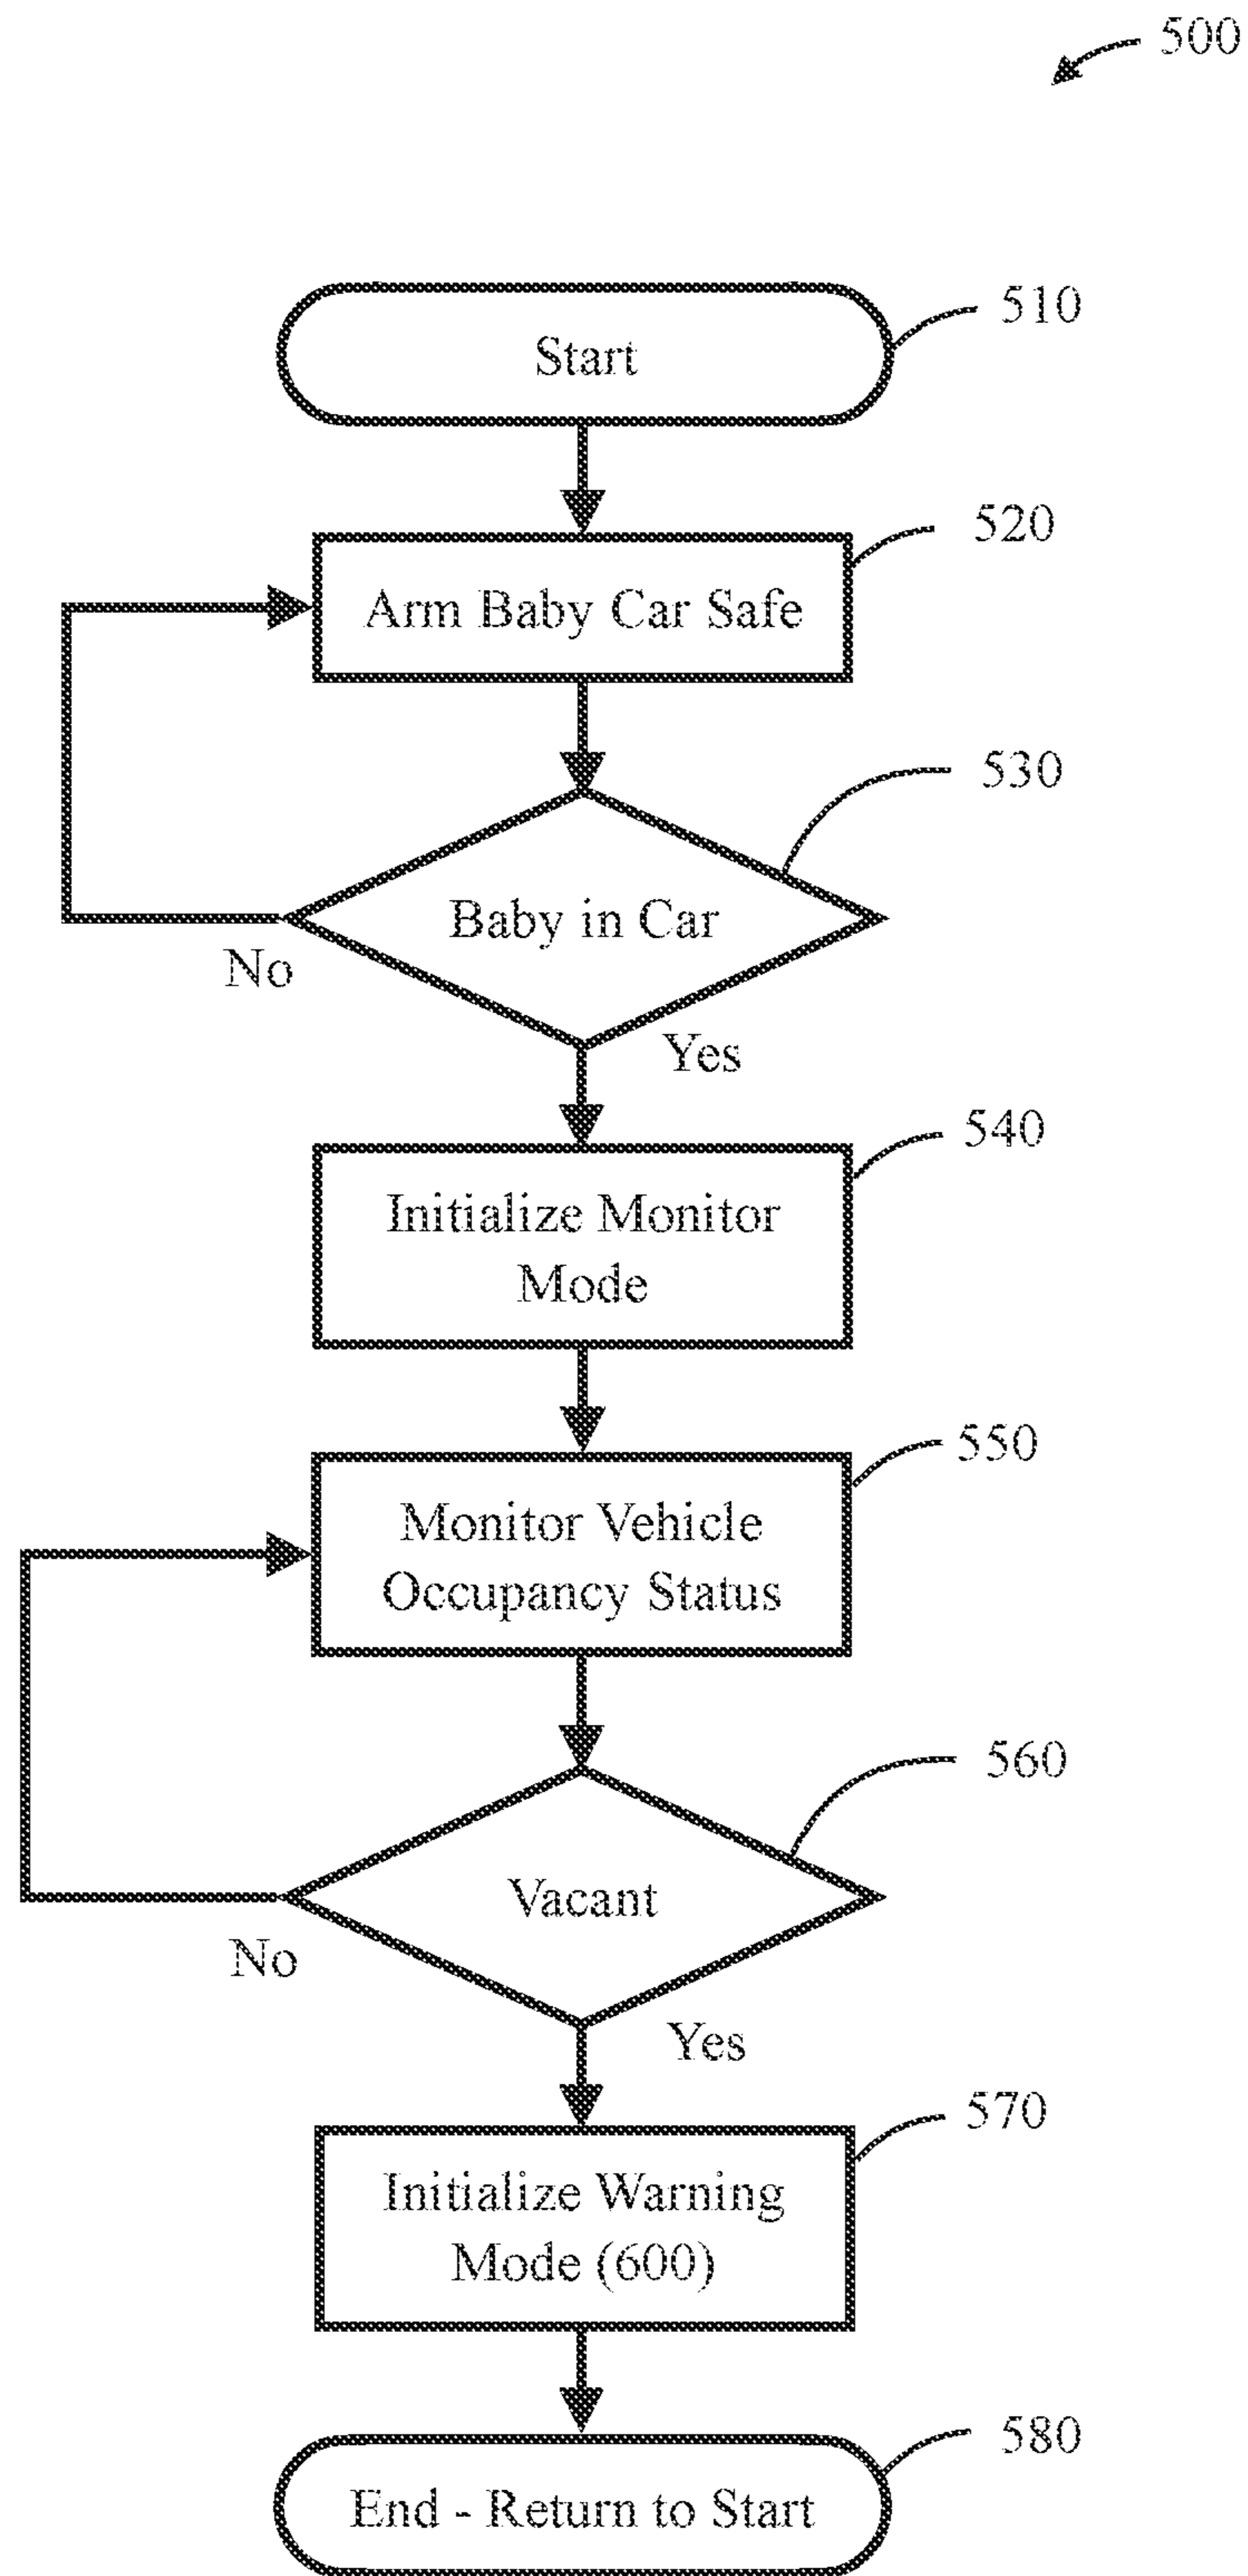 500
Start
510
Arm Baby Car Safe
520
Baby in Car
530
No
Yes
Initialize Monitor
Mode
540
Monitor Vehicle
Occupancy Status
550
Vacant
560
No
Yes
Initialize Warning
Mode (600)
570
End - Return to Start
580